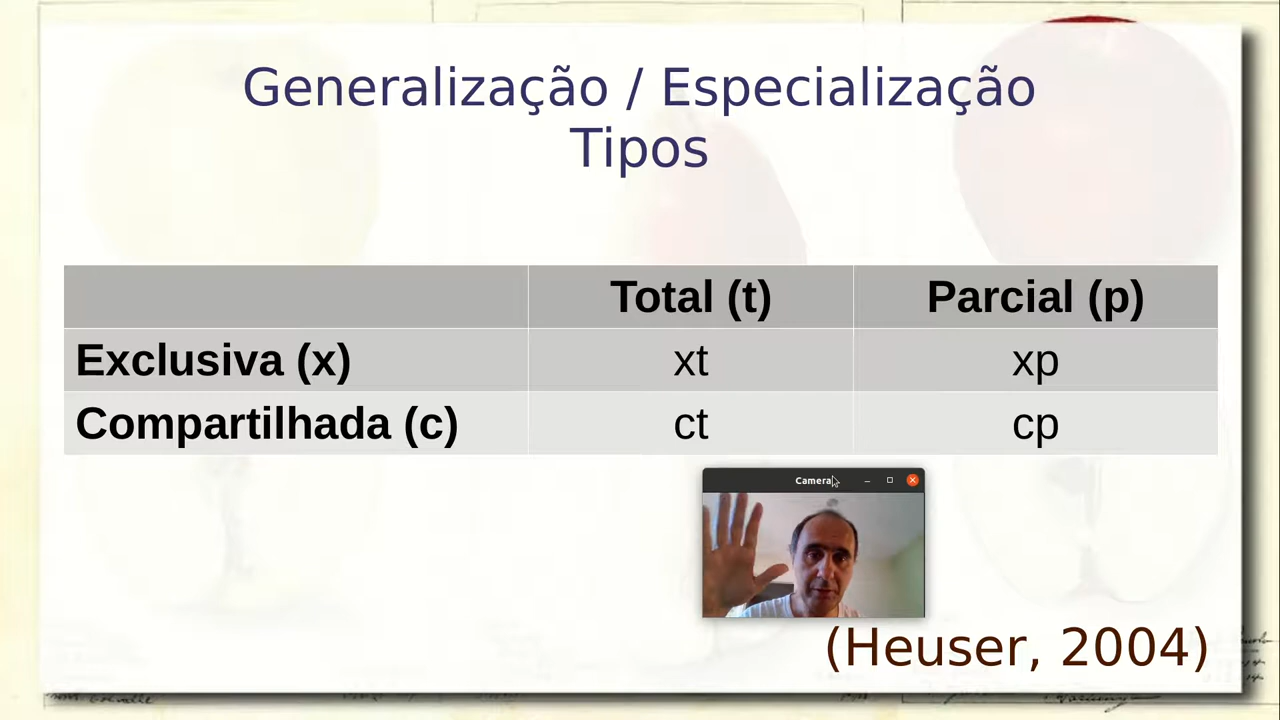 Generalização / Especialização
Tipos
Total (t) Parcial (p)
Exclusiva (x) xt xp
Compartilhada (c) ct cp
Camera
(Heuser, 2004)